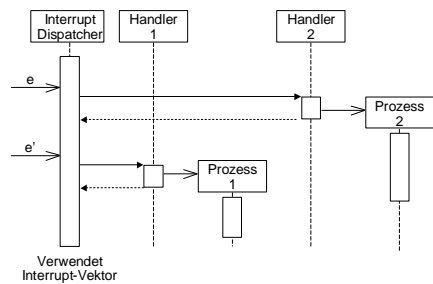 Interrupt
Dispatcher
Handler
1
Handler
2
e
Prozess
2
e'
Prozess
1
Verwendet
Interrupt-Vektor